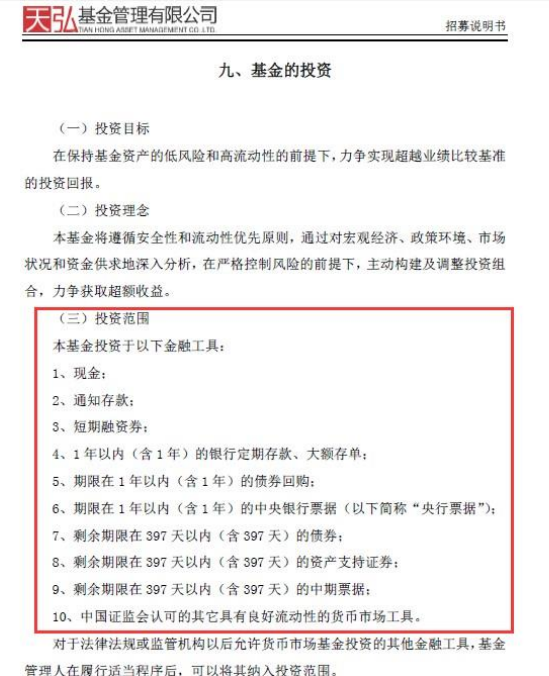 天弘基金管理有限公司
TIAN HONG ASSET MANAGEMENT CO.,LTD.
招募说明书
九、基金的投资
（一）投资目标
在保持基金资产的低风险和高流动性的前提下，力争实现超越业绩比较基准
的投资回报。
（二）投资理念
本基金将遵循安全性和流动性优先原则，通过对宏观经济、政策环境、市场
状况和资金供求地深入分析，在严格控制风险的前提下，主动构建及调整投资组
合，力争获取超额收益。
（三）投资范围
本基金投资于以下金融工具：
1、现金；
2、通知存款；
3、短期融资券；
4、1 年以内（含 1 年）的银行定期存款、大额存单；
5、期限在 1 年以内（含 1 年）的债券回购；
6、期限在 1 年以内（含 1 年）的中央银行票据（以下简称“央行票据”）；
7、剩余期限在 397 天以内（含 397 天）的债券；
8、剩余期限在 397 天以内（含 397 天）的资产支持证券；
9、剩余期限在 397 天以内（含 397 天）的中期票据；
10、中国证监会认可的其它具有良好流动性的货币市场工具。
对于法律法规或监管机构以后允许货币市场基金投资的其他金融工具，基金
管理人在履行适当程序后，可以将其纳入投资范围。